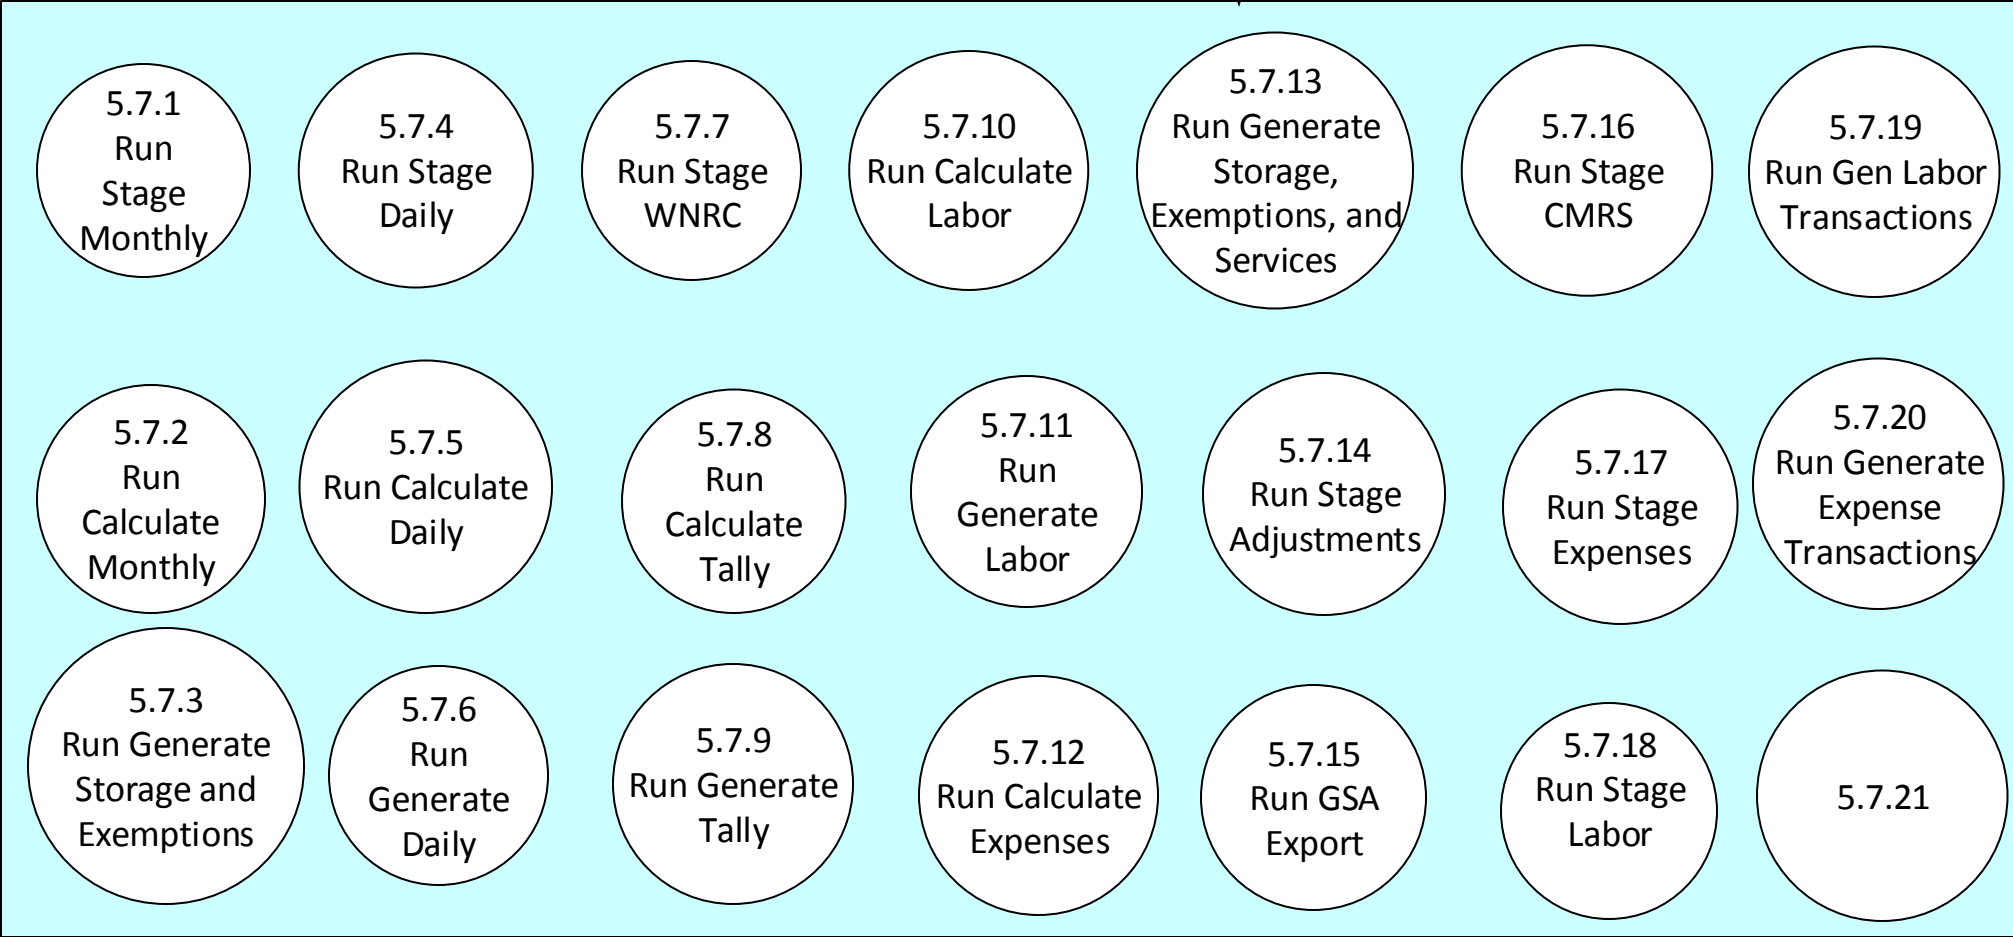 5.7.1
Run
Stage
Monthly
5.7.4
Run Stage
Daily
5.7.7
Run Stage
WNRC
5.7.10
Run Calculate
Labor
5.7.13
Run Generate
Storage,
Exemptions, and
Services
5.7.16
Run Stage
CMRS
5.7.19
Run Gen Labor
Transactions
5.7.2
Run
Calculate
Monthly
5.7.5
Run Calculate
Daily
5.7.8
Run
Calculate
Tally
5.7.11
Run
Generate
Labor
5.7.14
Run Stage
Adjustments
5.7.17
Run Stage
Expenses
5.7.20
Run Generate
Expense
Transactions
5.7.3
Run Generate
Storage and
Exemptions
5.7.6
Run
Generate
Daily
5.7.9
Run Generate
Tally
5.7.12
Run Calculate
Expenses
5.7.15
Run GSA
Export
5.7.18
Run Stage
Labor
5.7.21